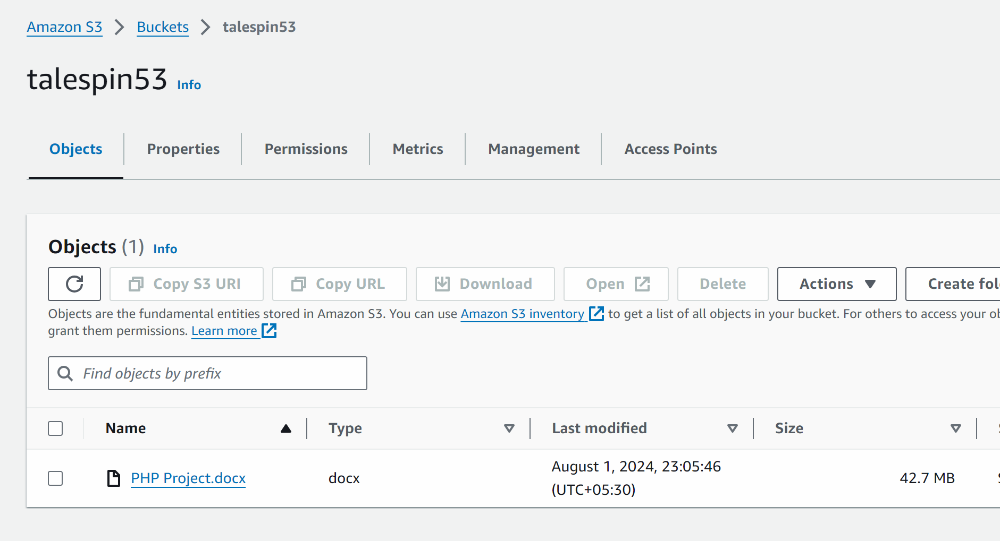 Amazon S3 Buckets talespin53
talespin53 Info
Objects Properties Permissions Metrics Management Access Points
Objects (1) Info
Copy S3 URI Copy URL Download Open Delete Actions Create
Objects are the fundamental entities stored in Amazon S3. You can use Amazon S3 inventory to get a list of all objects in your bucket. For others to access your
grant them permissions. Learn more
Find objects by prefix
Name Type Last modified Size
PHP Project.docx docx August 1, 2024, 23:05:46 (UTC+05:30) 42.7 MB